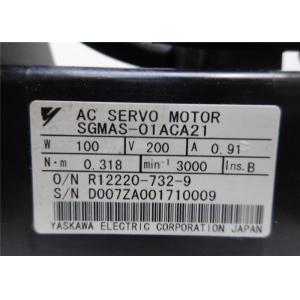 AC SERVO MOTOR
SGMAS-01ACA21
W 100 V 200 A 0.91
N·m 0.318 min⁻¹ 3000 Ins. B
O/N R12220-732-9
S/N D007ZA001710009
YASKAWA ELECTRIC CORPORATION JAPAN